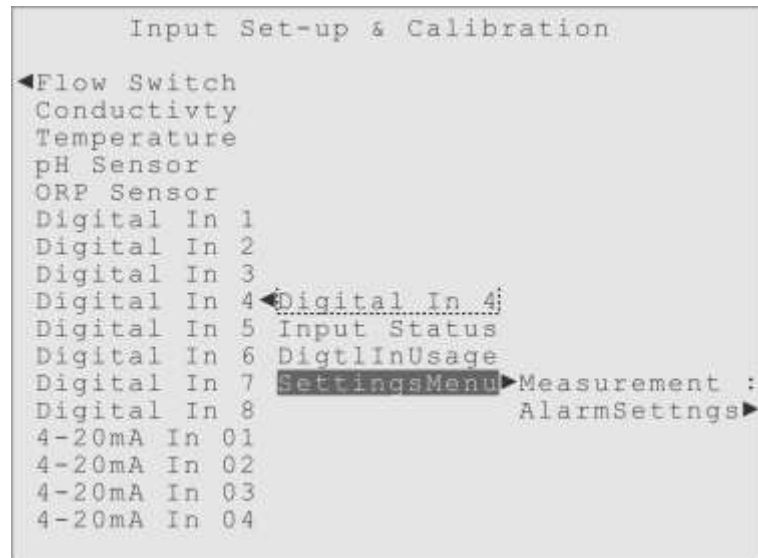 Input Set-up & Calibration
◄Flow Switch
Conductivty
Temperature
pH Sensor
ORP Sensor
Digital In 1
Digital In 2
Digital In 3
Digital In 4◄Digital In 4
Digital In 5 Input Status
Digital In 6 DigtlInUsage
Digital In 7 SettingsMenu►Measurement :
Digital In 8 AlarmSettngs►
4-20mA In 01
4-20mA In 02
4-20mA In 03
4-20mA In 04